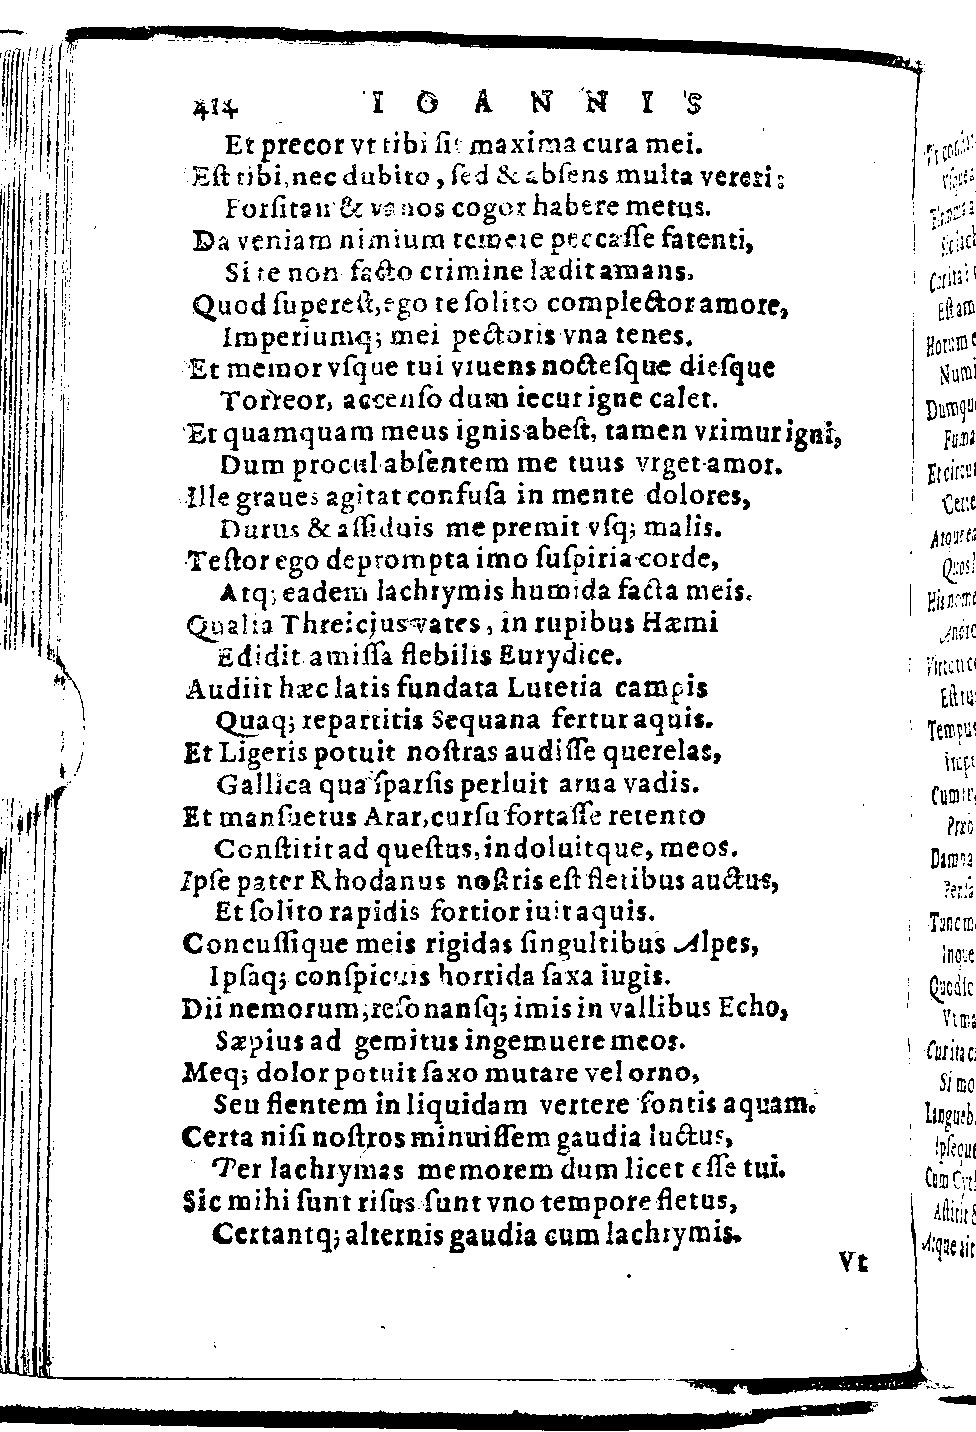 414 IOANNIS
Et precor vt tibi ſit maxima cura mei.
Eſt tibi, nec dubito, ſed & abſens multa vereri:
Forſitan & vanos cogor habere metus.
Da veniam nimium temere peccaſſe fatenti,
Si te non facto crimine lædit amans.
Quod ſupereſt, ego te ſolito complector amore,
Imperiumq; mei pectoris vna tenes.
Et memor vſque tui viuens nocteſque dieſque
Torreor, accenſo dum iecur igne calet.
Et quamquam meus ignis abeſt, tamen vrimur igni,
Dum procul abſentem me tuus vrget amor.
Ille graues agitat confuſa in mente dolores,
Durus & aſſiduis me premit vſq; malis.
Teſtor ego deprompta imo ſuſpiria corde,
Atq; eadem lachrymis humida facta meis.
Qualia Threicjus vates, in rupibus Hæmi
Edidit amiſſa flebilis Eurydice.
Audiit hæc latis fundata Lutetia campis
Quaq; repartitis Sequana fertur aquis.
Et Ligeris potuit noſtras audiſſe querelas,
Gallica qua ſparſis perluit arua vadis.
Et manſuetus Arar, curſu fortaſſe retento
Conſtitit ad queſtus, indoluitque, meos.
Ipſe pater Rhodanus noſtris eſt fletibus auctus,
Et ſolito rapidis fortior iuit aquis.
Concuſſique meis rigidas ſingultibus Alpes,
Ipſaq; conſpicuis horrida ſaxa iugis.
Dii nemorum, reſonanſq; imis in vallibus Echo,
Sæpius ad gemitus ingemuere meos.
Meq; dolor potuit ſaxo mutare vel orno,
Seu flentem in liquidam vertere fontis aquam.
Certa niſi noſtros minuiſſem gaudia luctus,
Ter lachrymas memorem dum licet eſſe tui.
Sic mihi ſunt riſus ſunt vno tempore fletus,
Certantq; alternis gaudia cum lachrymis.
Vt